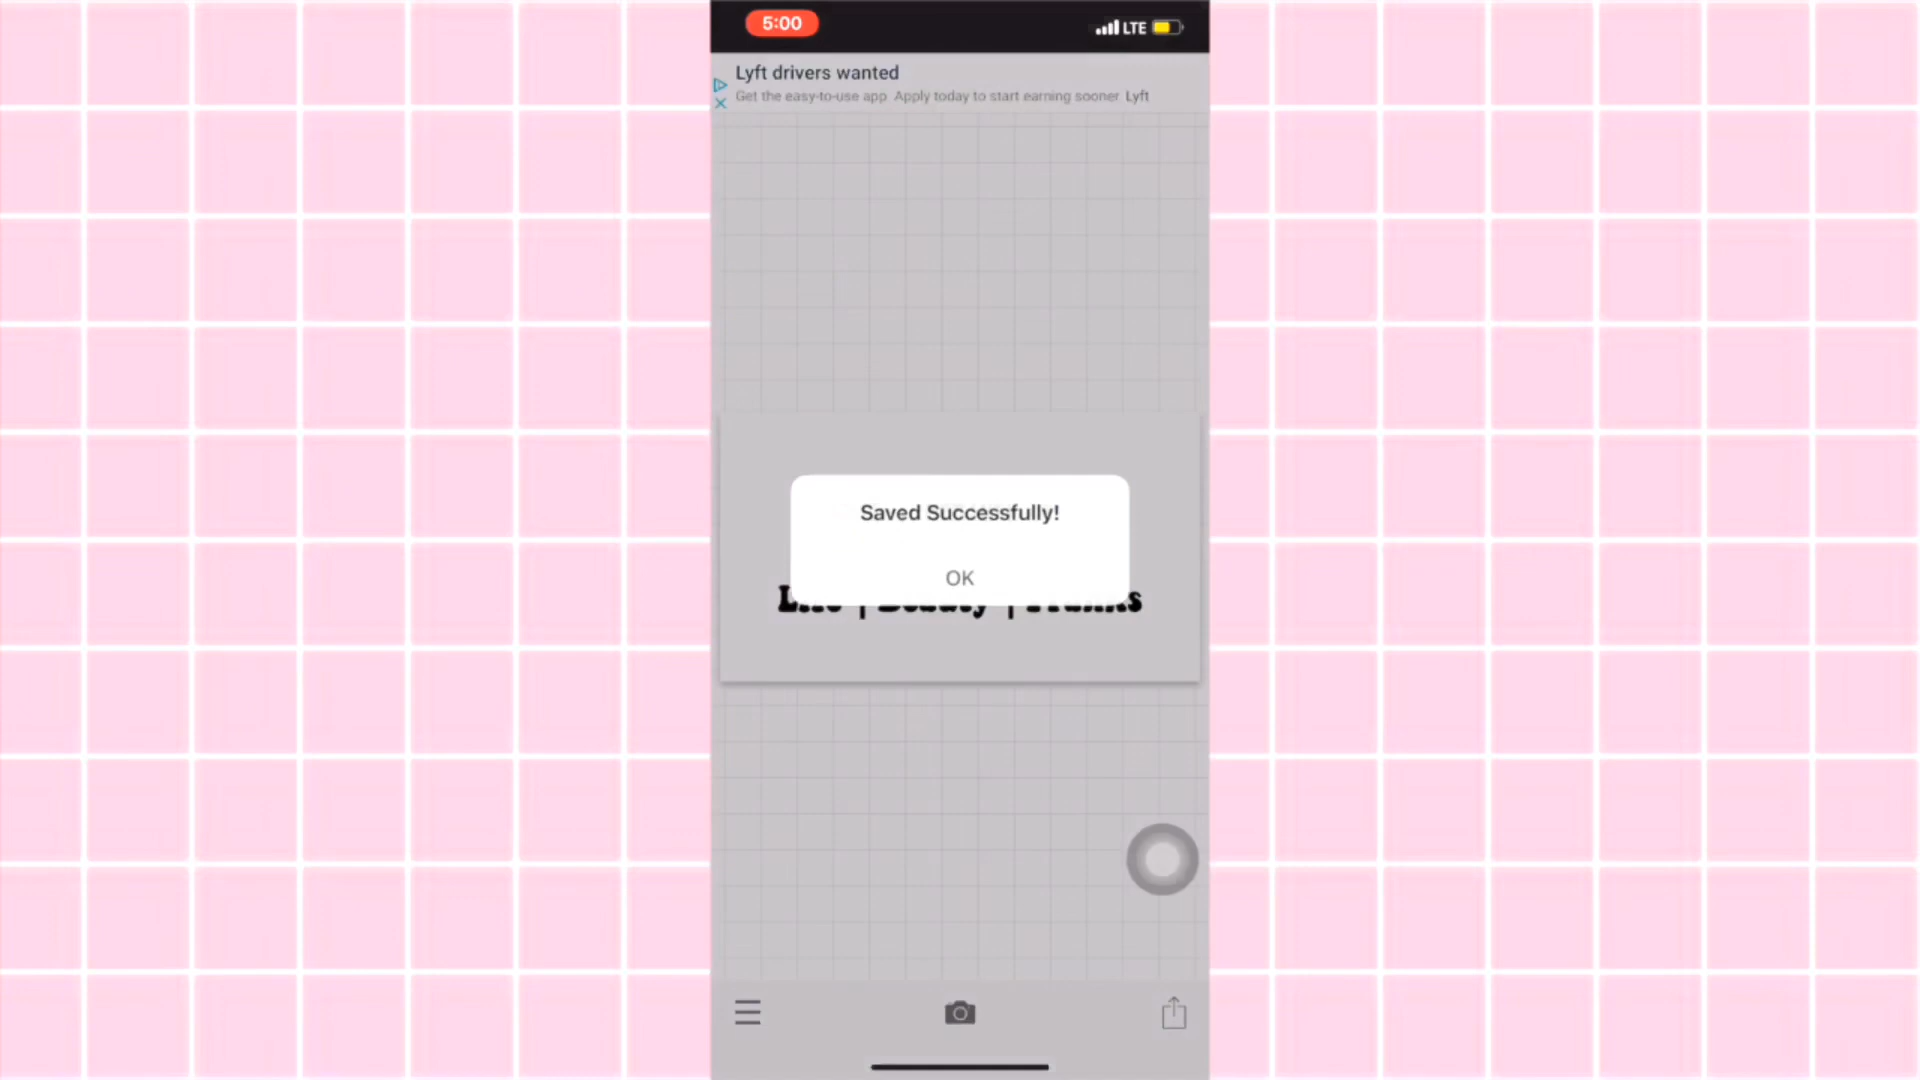 5:00
LTE
Lyft drivers wanted
Get the easy-to-use app Apply today to start earning sooner Lyft
Saved Successfully!
OK